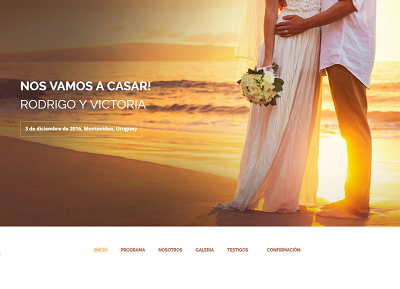 NOS VAMOS A CASAR!
RODRIGO Y VICTORIA
3 de diciembre de 2016, Montevideo, Uruguay
INICIO PROGRAMA NOSOTROS GALERIA TESTIGOS CONFIRMACIÓN